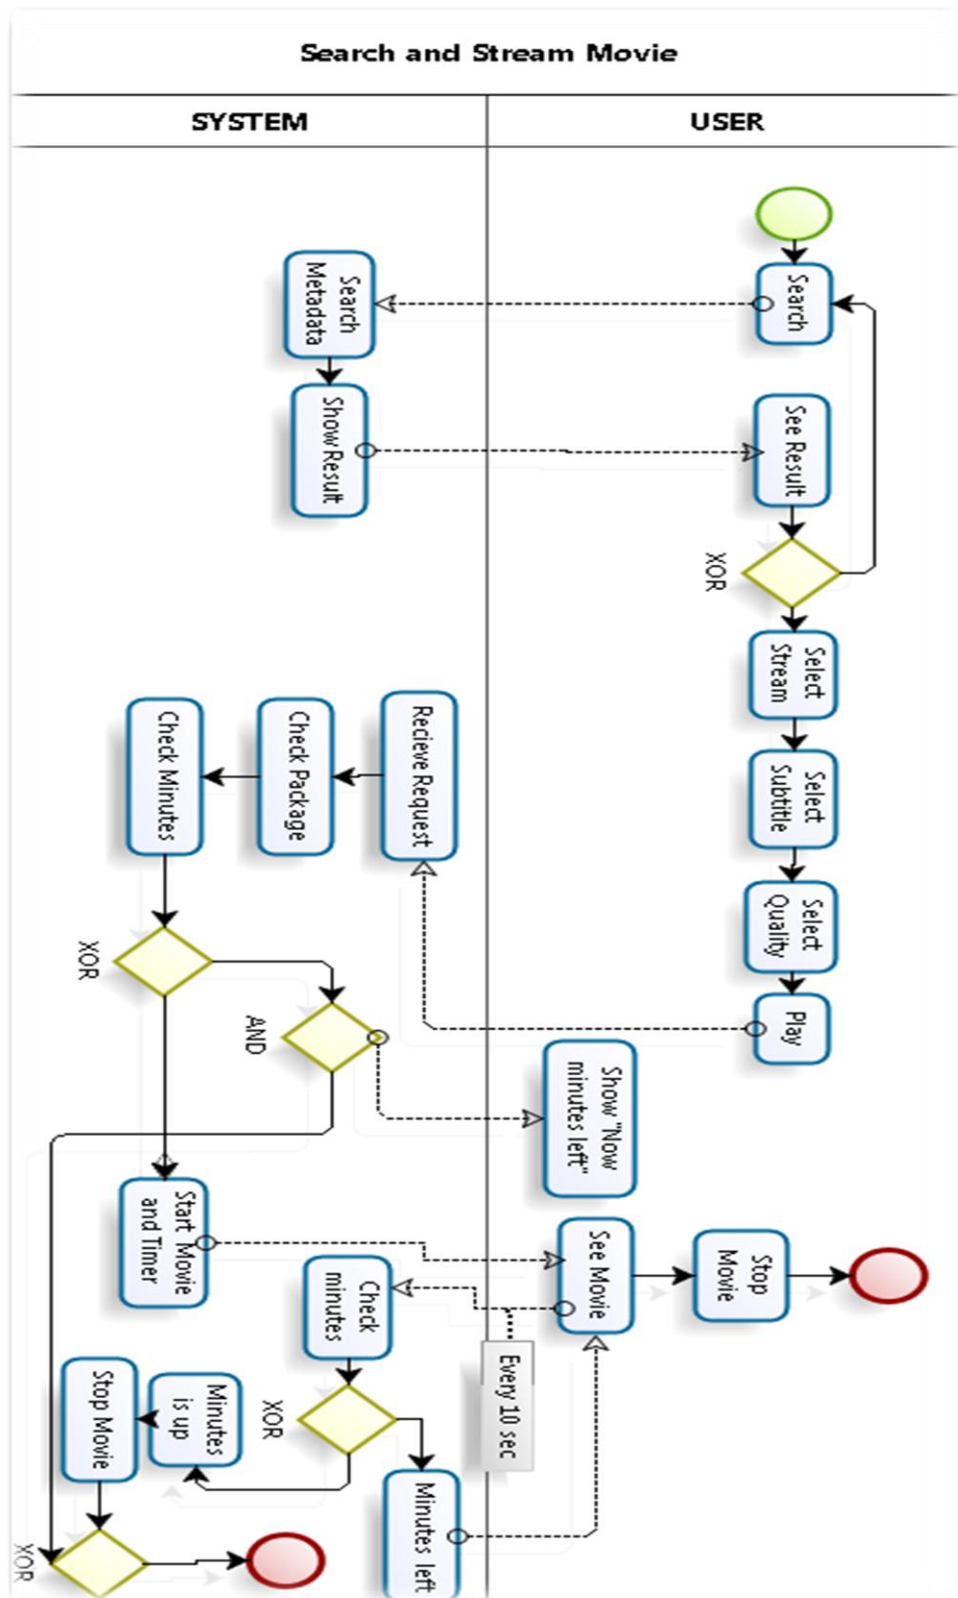 Search and Stream Movie
SYSTEM
USER
Search
Search
Metadata
Show Result
See Result
XOR
Select
Stream
Select
Subtitle
Select
Quality
Play
Recieve Request
Check Package
Check Minutes
XOR
AND
Show "Now
minutes left"
Start Movie
and Timer
See Movie
Stop
Movie
Every 10 sec
Check
minutes
XOR
Minutes left
Minutes
is up
Stop Movie
XOR